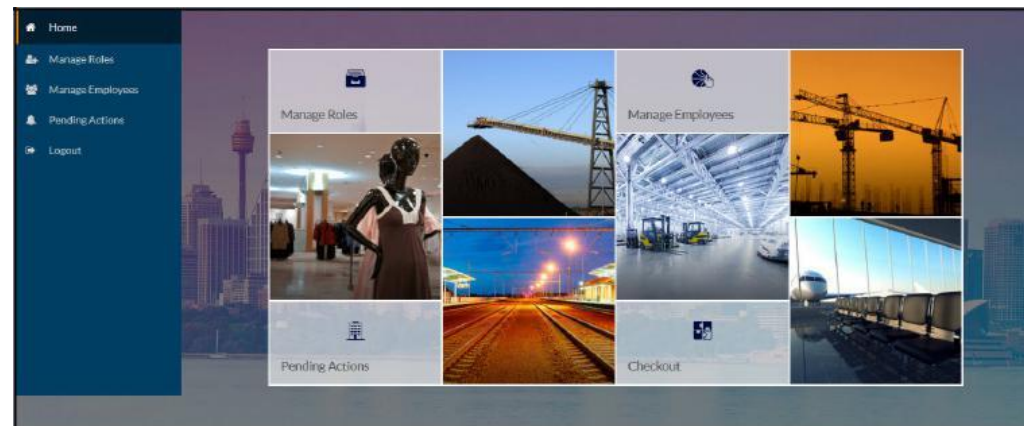 Home
Manage Roles
Manage Employees
Pending Actions
Logout
Manage Roles
Manage Employees
Pending Actions
Checkout